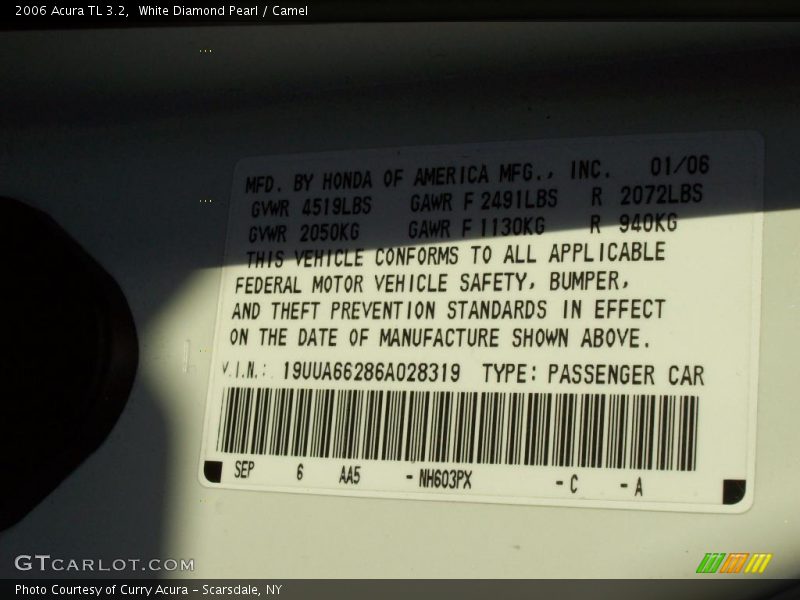 2006 Acura TL 3.2,  White Diamond Pearl / Camel
MFD. BY HONDA OF AMERICA MFG., INC. 01/06
GVWR 4519LBS GAWR F 2491LBS R 2072LBS
GVWR 2050KG GAWR F 1130KG R 940KG
THIS VEHICLE CONFORMS TO ALL APPLICABLE
FEDERAL MOTOR VEHICLE SAFETY, BUMPER,
AND THEFT PREVENTION STANDARDS IN EFFECT
ON THE DATE OF MANUFACTURE SHOWN ABOVE.
V.I.N.: 19UUA66286A028319 TYPE: PASSENGER CAR
SEP 6 AA5 - NH603PX - C - A
GTCARLOT.COM
Photo Courtesy of Curry Acura - Scarsdale, NY